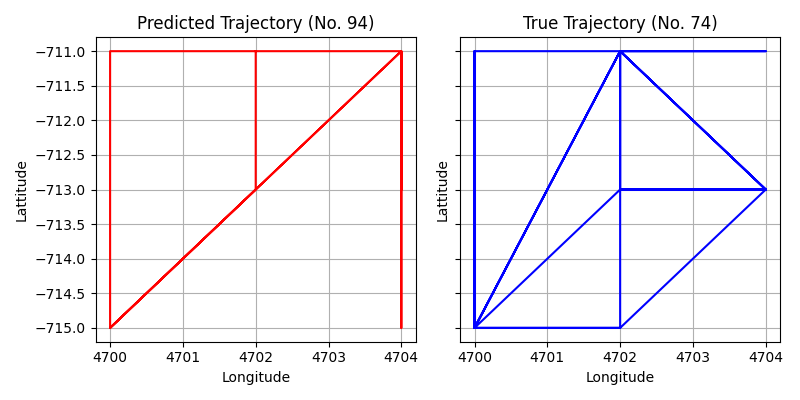 Predicted Trajectory (No. 94)
True Trajectory (No. 74)
−711.0
−711.5
−712.0
−712.5
−713.0
−713.5
−714.0
−714.5
−715.0
Lattitude
Lattitude
4700 4701 4702 4703 4704
4700 4701 4702 4703 4704
Longitude
Longitude